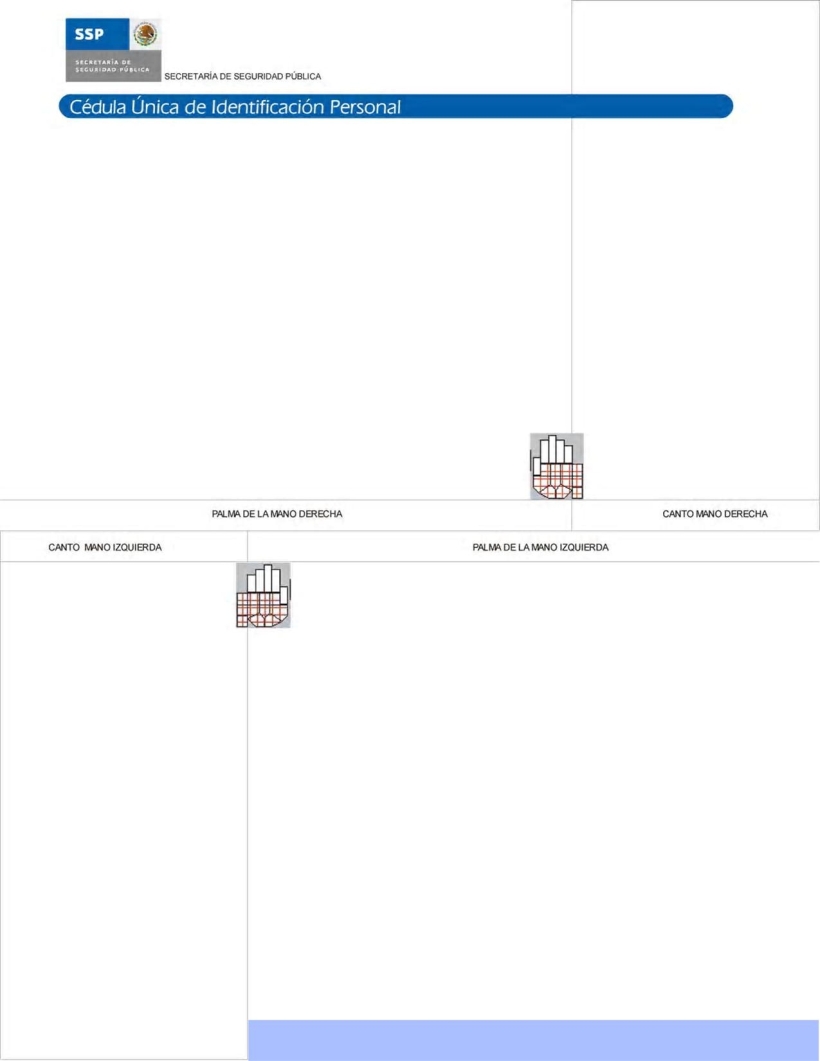 SSP
SECRETARÍA DE
SEGURIDAD PÚBLICA
SECRETARÍA DE SEGURIDAD PÚBLICA
Cédula Única de Identificación Personal
PALMA DE LA MANO DERECHA
CANTO MANO DERECHA
CANTO MANO IZQUIERDA
PALMA DE LA MANO IZQUIERDA